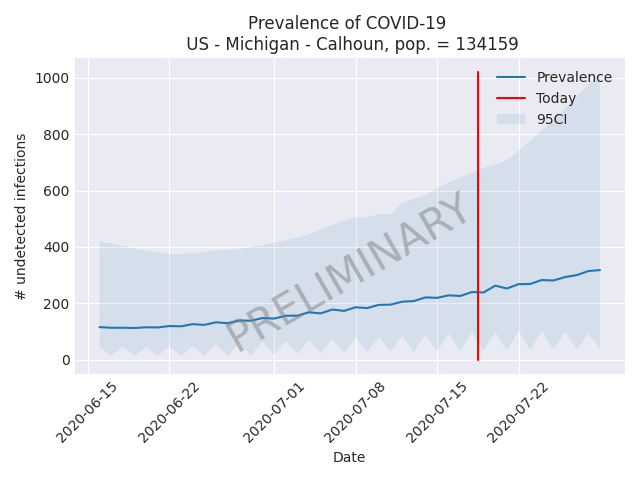 Prevalence of COVID-19
US - Michigan - Calhoun, pop. = 134159
# undetected infections
1000
800
600
400
200
0
Prevalence
Today
95CI
PRELIMINARY
2020-06-15
2020-06-22
2020-07-01
2020-07-08
2020-07-15
2020-07-22
Date